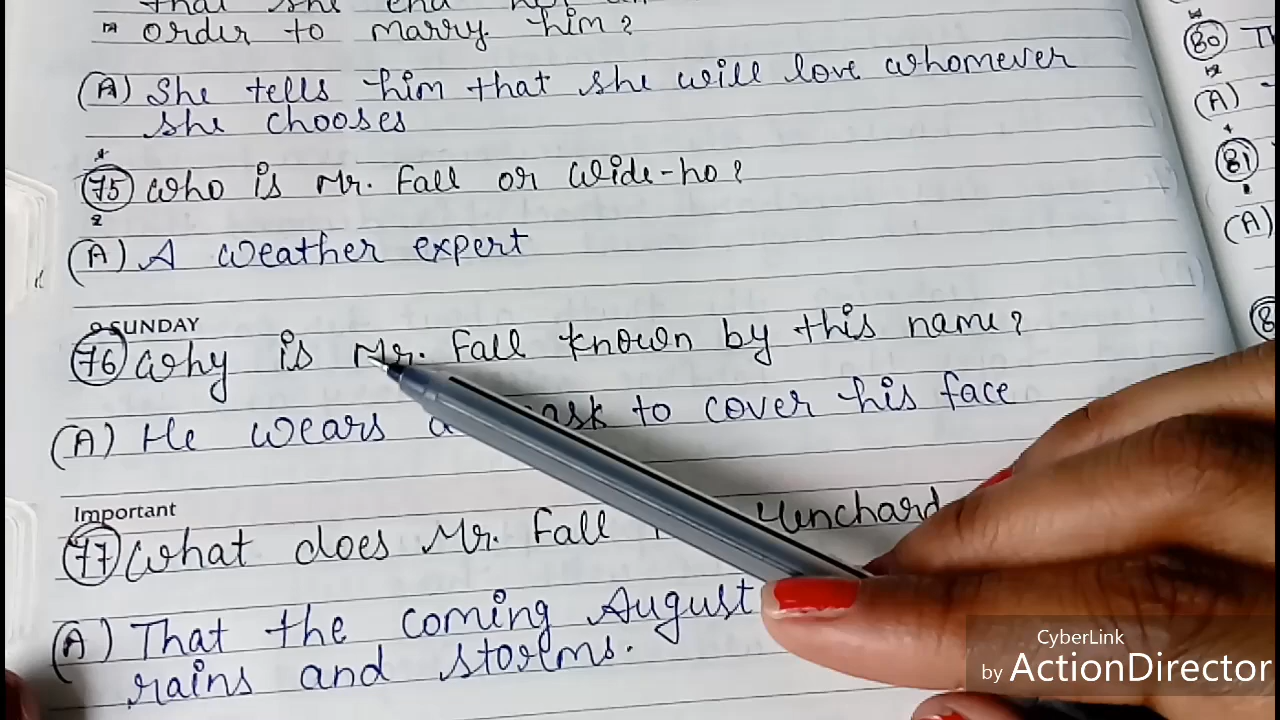 order to marry him?
(A) She tells him that she will love whomever
she chooses
75 Who is Mr. Fall or Wide-ho?
(A) A weather expert
SUNDAY
76 Why is Mr. Fall known by this name?
(A) He wears to cover his face
Important
77 What does Mr. Fall
(A) That the coming August
rains and storms.
80
(A)
81
(A)
CyberLink
by ActionDirector